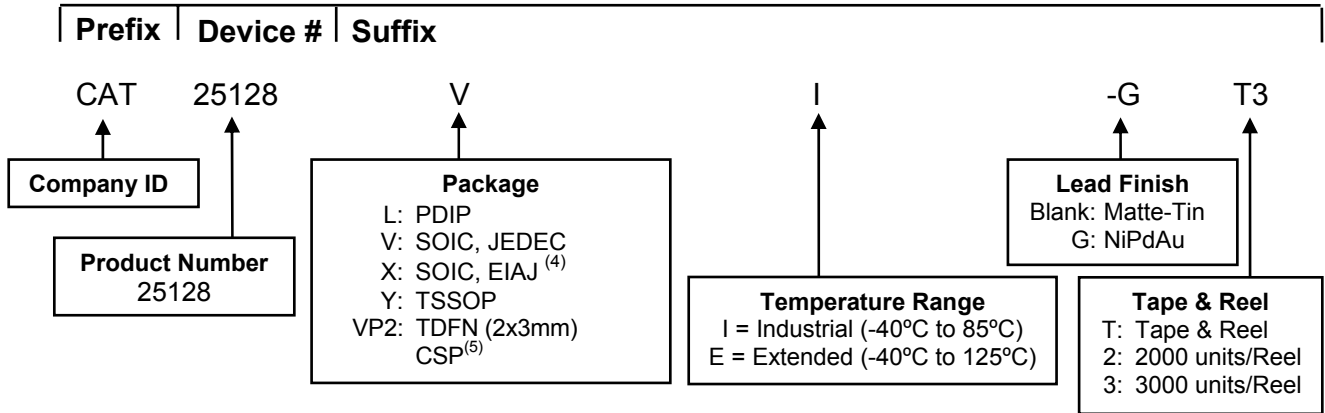 Prefix Device # Suffix
CAT 25128 V I -G T3
Company ID
Product Number
25128
Package
L: PDIP
V: SOIC, JEDEC
X: SOIC, EIAJ (4)
Y: TSSOP
VP2: TDFN (2x3mm)
CSP(5)
Temperature Range
I = Industrial (-40ºC to 85ºC)
E = Extended (-40ºC to 125ºC)
Lead Finish
Blank: Matte-Tin
G: NiPdAu
Tape & Reel
T: Tape & Reel
2: 2000 units/Reel
3: 3000 units/Reel